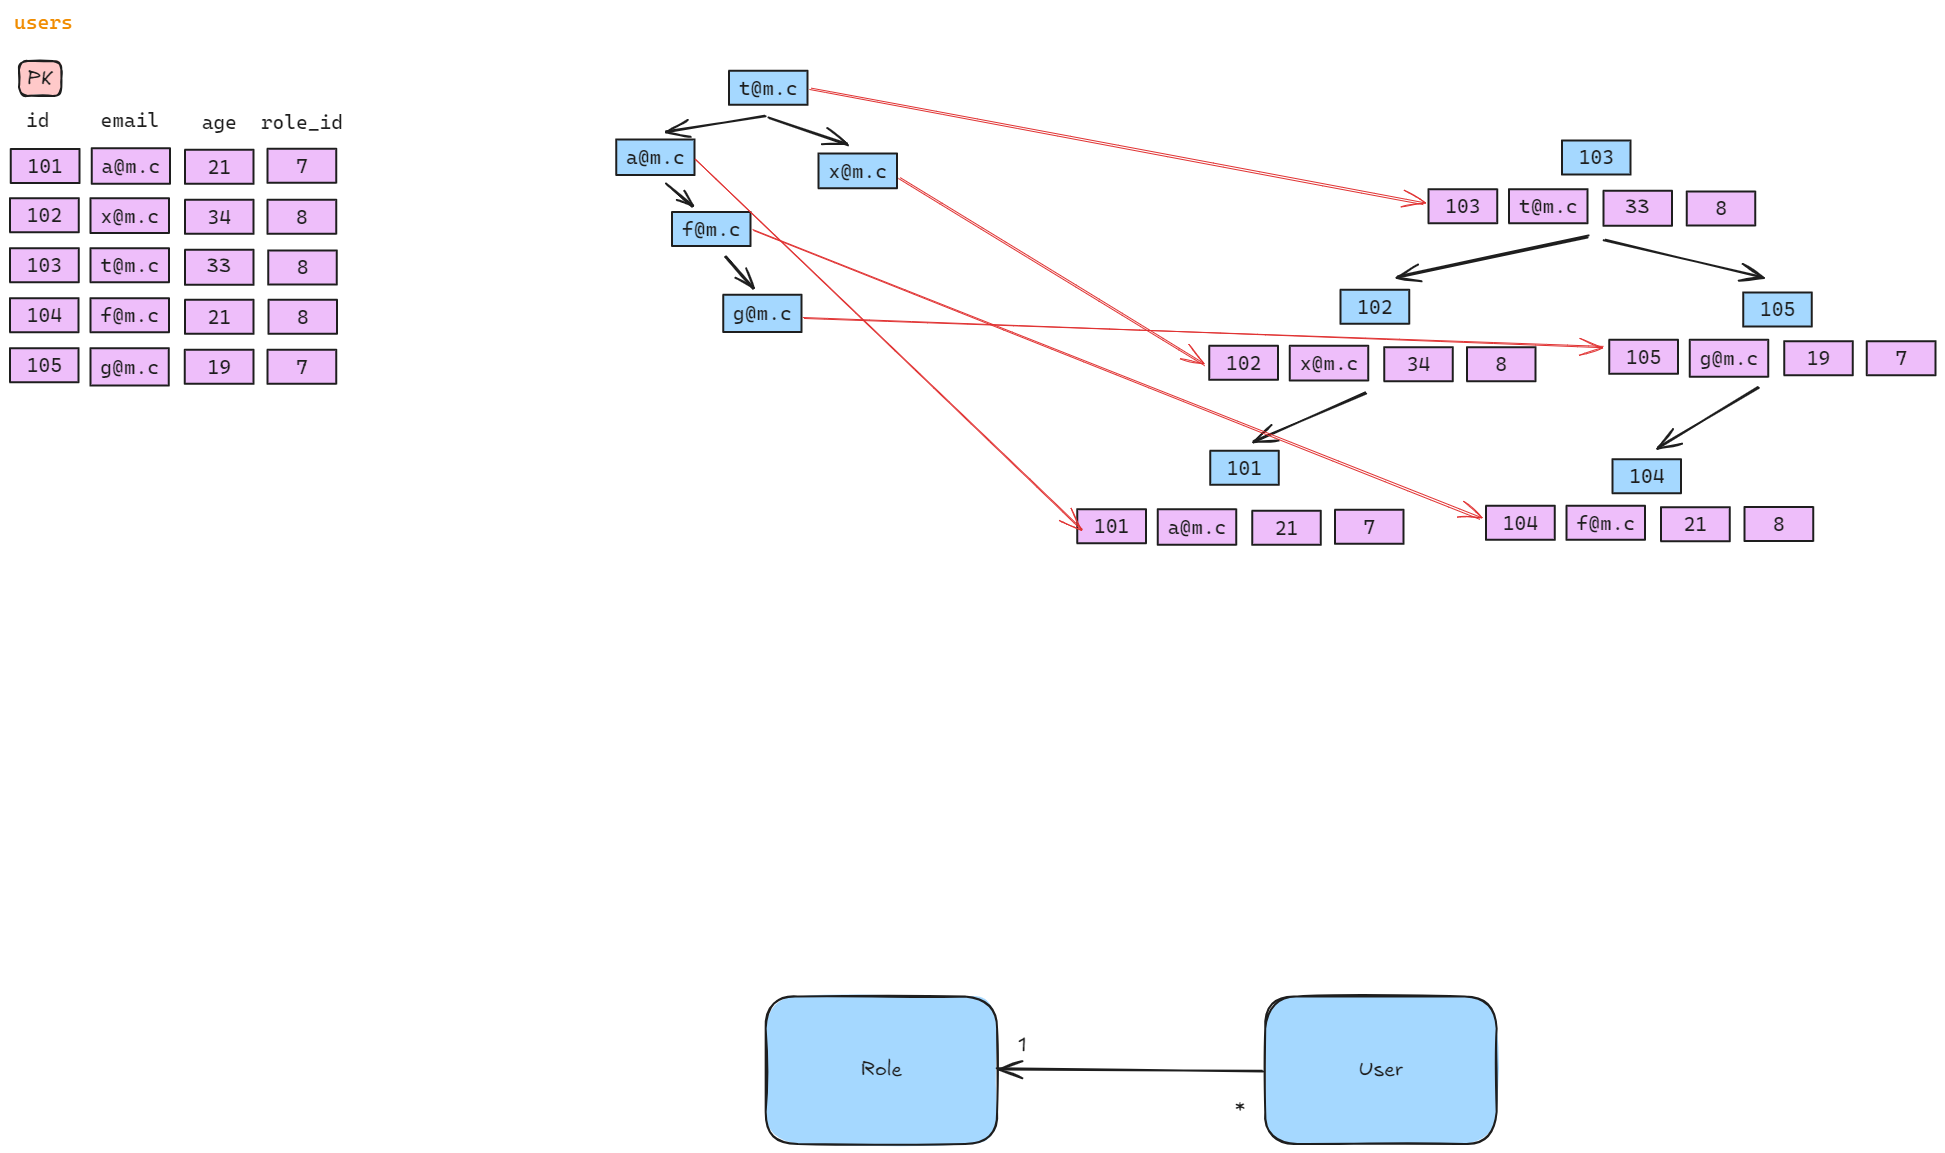 users
PK
id email age role_id
101 a@m.c 21 7
102 x@m.c 34 8
103 t@m.c 33 8
104 f@m.c 21 8
105 g@m.c 19 7
t@m.c
a@m.c
x@m.c
f@m.c
g@m.c
103
103 t@m.c 33 8
102
105
102 x@m.c 34 8
105 g@m.c 19 7
101
104
101 a@m.c 21 7
104 f@m.c 21 8
Role
1
*
User